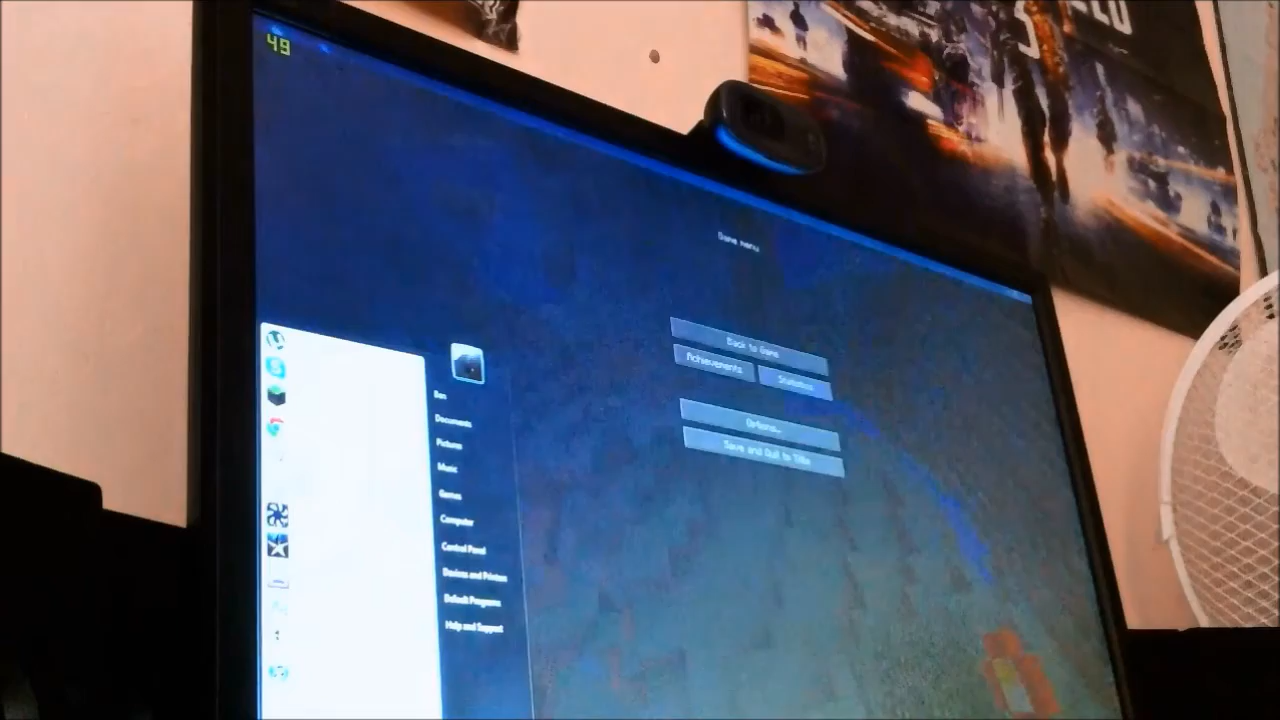 49
Game menu
Back to Game
Achievements
Statistics
Options...
Save and Quit to Title
Ben
Documents
Pictures
Music
Games
Computer
Control Panel
Devices and Printers
Default Programs
Help and Support